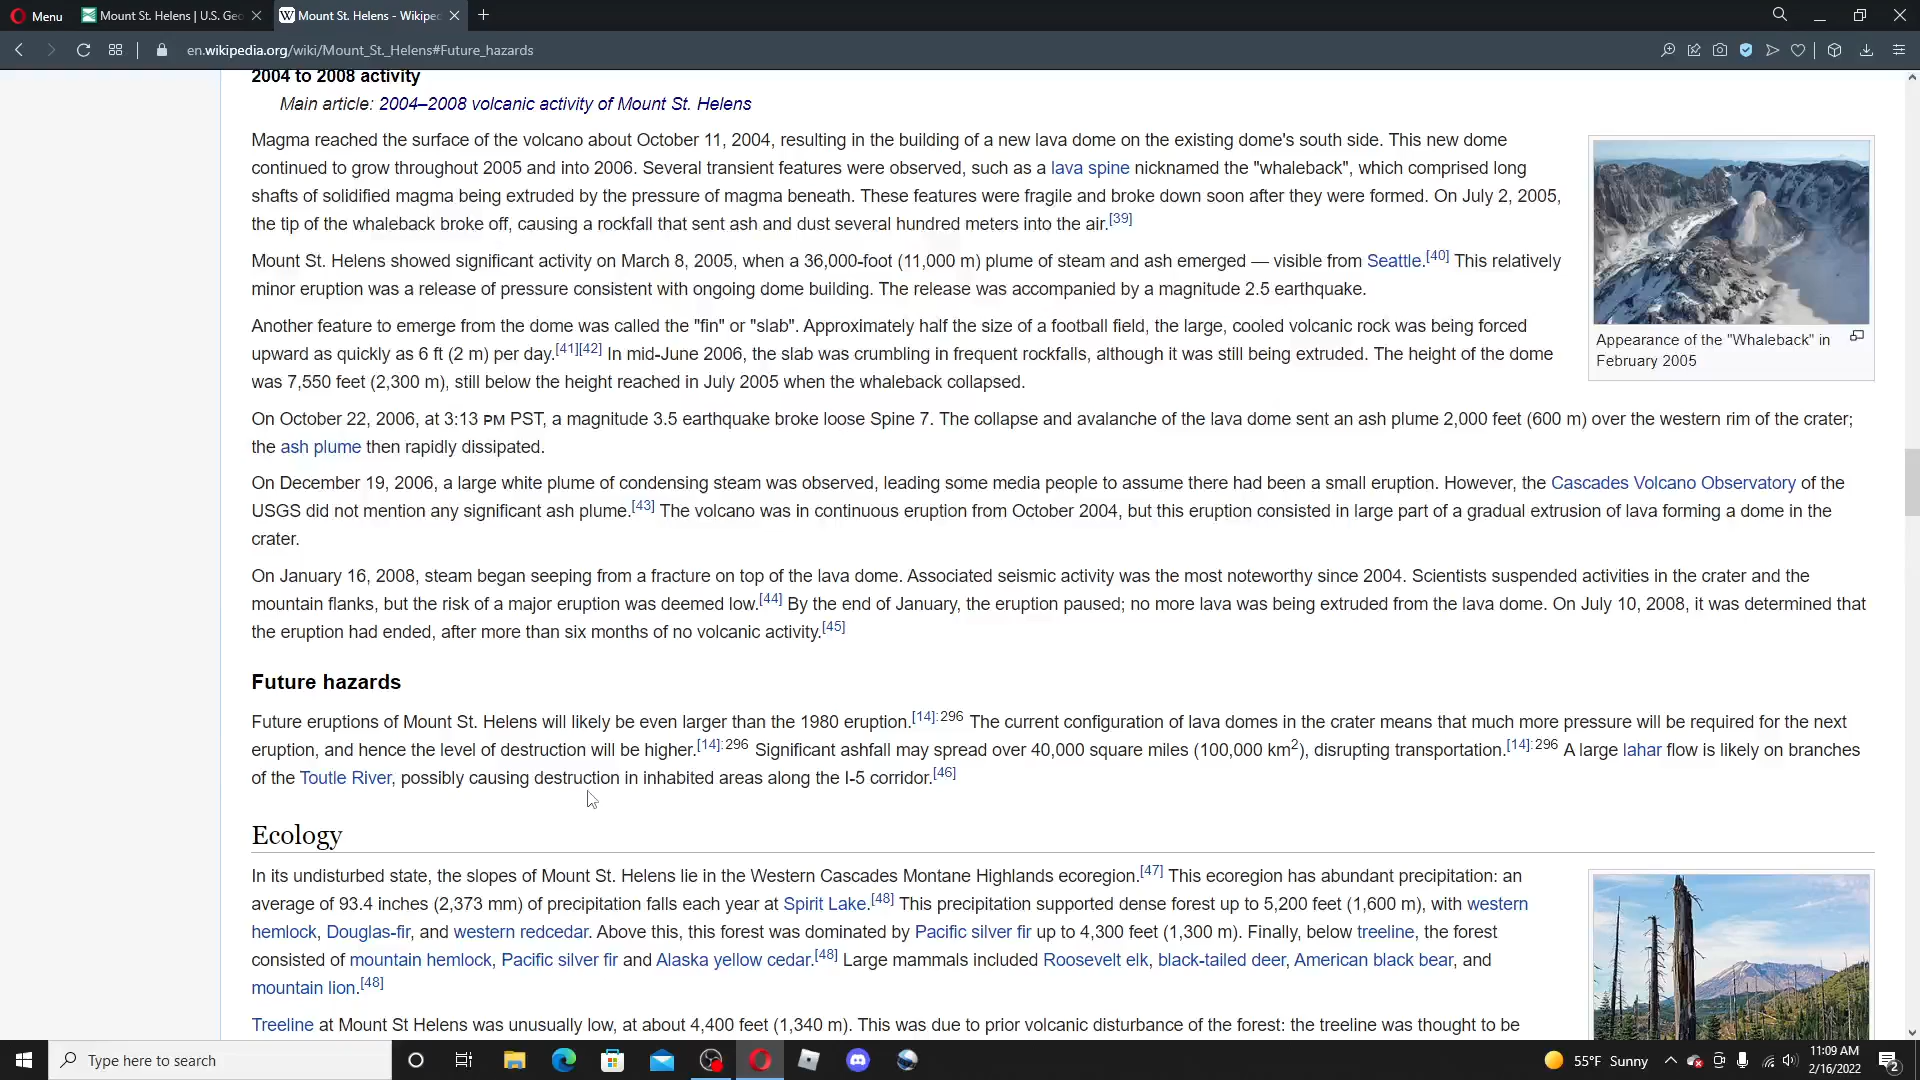 Menu
Mount St. Helens | U.S. Geo
Mount St. Helens - Wikiped
en.wikipedia.org/wiki/Mount_St._Helens#Future_hazards
2004 to 2008 activity
Main article: 2004–2008 volcanic activity of Mount St. Helens
Magma reached the surface of the volcano about October 11, 2004, resulting in the building of a new lava dome on the existing dome's south side. This new dome
continued to grow throughout 2005 and into 2006. Several transient features were observed, such as a lava spine nicknamed the "whaleback", which comprised long
shafts of solidified magma being extruded by the pressure of magma beneath. These features were fragile and broke down soon after they were formed. On July 2, 2005,
the tip of the whaleback broke off, causing a rockfall that sent ash and dust several hundred meters into the air.[39]
Mount St. Helens showed significant activity on March 8, 2005, when a 36,000-foot (11,000 m) plume of steam and ash emerged — visible from Seattle.[40] This relatively
minor eruption was a release of pressure consistent with ongoing dome building. The release was accompanied by a magnitude 2.5 earthquake.
Another feature to emerge from the dome was called the "fin" or "slab". Approximately half the size of a football field, the large, cooled volcanic rock was being forced
upward as quickly as 6 ft (2 m) per day.[41][42] In mid-June 2006, the slab was crumbling in frequent rockfalls, although it was still being extruded. The height of the dome
was 7,550 feet (2,300 m), still below the height reached in July 2005 when the whaleback collapsed.
Appearance of the "Whaleback" in
February 2005
On October 22, 2006, at 3:13 PM PST, a magnitude 3.5 earthquake broke loose Spine 7. The collapse and avalanche of the lava dome sent an ash plume 2,000 feet (600 m) over the western rim of the crater;
the ash plume then rapidly dissipated.
On December 19, 2006, a large white plume of condensing steam was observed, leading some media people to assume there had been a small eruption. However, the Cascades Volcano Observatory of the
USGS did not mention any significant ash plume.[43] The volcano was in continuous eruption from October 2004, but this eruption consisted in large part of a gradual extrusion of lava forming a dome in the
crater.
On January 16, 2008, steam began seeping from a fracture on top of the lava dome. Associated seismic activity was the most noteworthy since 2004. Scientists suspended activities in the crater and the
mountain flanks, but the risk of a major eruption was deemed low.[44] By the end of January, the eruption paused; no more lava was being extruded from the lava dome. On July 10, 2008, it was determined that
the eruption had ended, after more than six months of no volcanic activity.[45]
Future hazards
Future eruptions of Mount St. Helens will likely be even larger than the 1980 eruption.[14]:296 The current configuration of lava domes in the crater means that much more pressure will be required for the next
eruption, and hence the level of destruction will be higher.[14]:296 Significant ashfall may spread over 40,000 square miles (100,000 km2), disrupting transportation.[14]:296 A large lahar flow is likely on branches
of the Toutle River, possibly causing destruction in inhabited areas along the I-5 corridor.[46]
Ecology
In its undisturbed state, the slopes of Mount St. Helens lie in the Western Cascades Montane Highlands ecoregion.[47] This ecoregion has abundant precipitation: an
average of 93.4 inches (2,373 mm) of precipitation falls each year at Spirit Lake.[48] This precipitation supported dense forest up to 5,200 feet (1,600 m), with western
hemlock, Douglas-fir, and western redcedar. Above this, this forest was dominated by Pacific silver fir up to 4,300 feet (1,300 m). Finally, below treeline, the forest
consisted of mountain hemlock, Pacific silver fir and Alaska yellow cedar.[48] Large mammals included Roosevelt elk, black-tailed deer, American black bear, and
mountain lion.[48]
Treeline at Mount St Helens was unusually low, at about 4,400 feet (1,340 m). This was due to prior volcanic disturbance of the forest: the treeline was thought to be
Type here to search
55°F Sunny
11:09 AM
2/16/2022
2